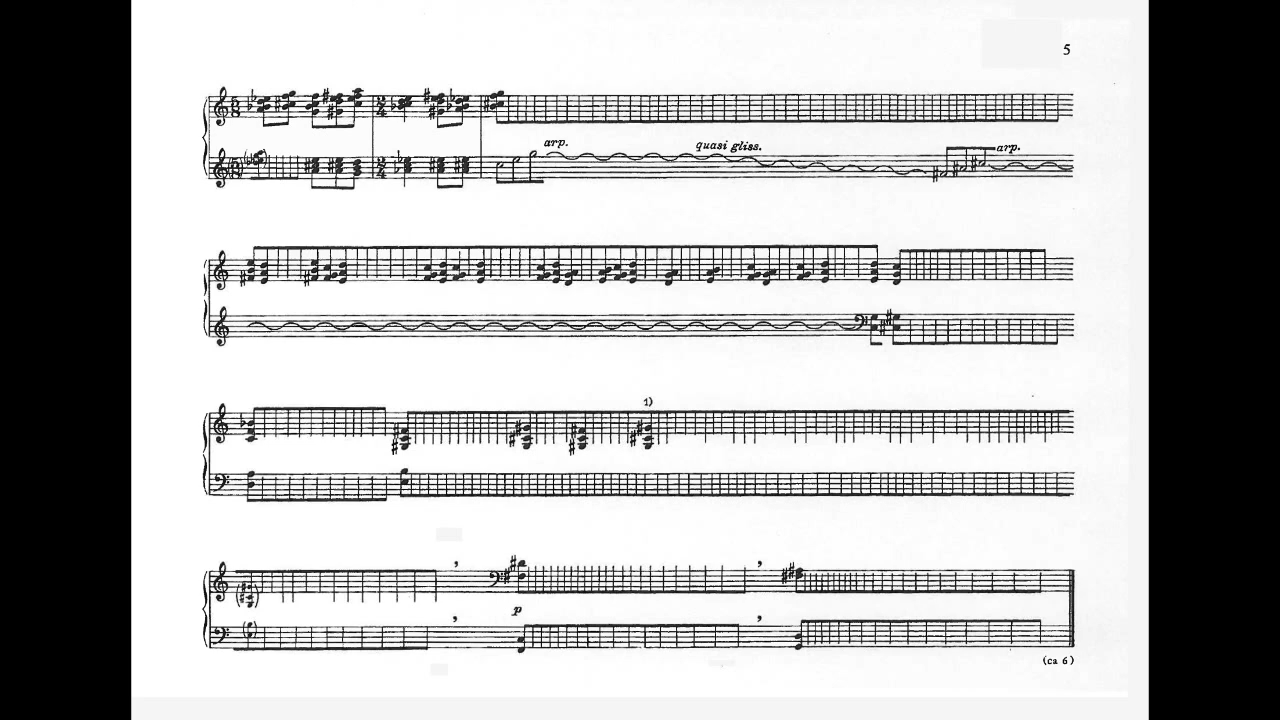 5
arp.
quasi gliss.
arp.
1)
p
(ca 6)